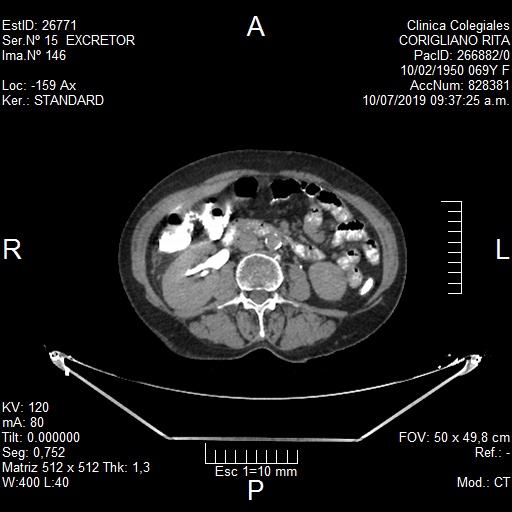 EstID: 26771
Ser.Nº 15 EXCRETOR
Ima.Nº 146
Loc: -159 Ax
Ker.: STANDARD
A
Clinica Colegiales
CORIGLIANO RITA
PacID: 266882/0
10/02/1950 069Y F
AccNum: 828381
10/07/2019 09:37:25 a.m.
R
L
KV: 120
mA: 80
Tilt: 0.000000
Seg: 0,752
Matriz 512 x 512 Thk: 1,3
W:400 L:40
Esc 1=10 mm
P
FOV: 50 x 49,8 cm
Ref.: -
Mod.: CT